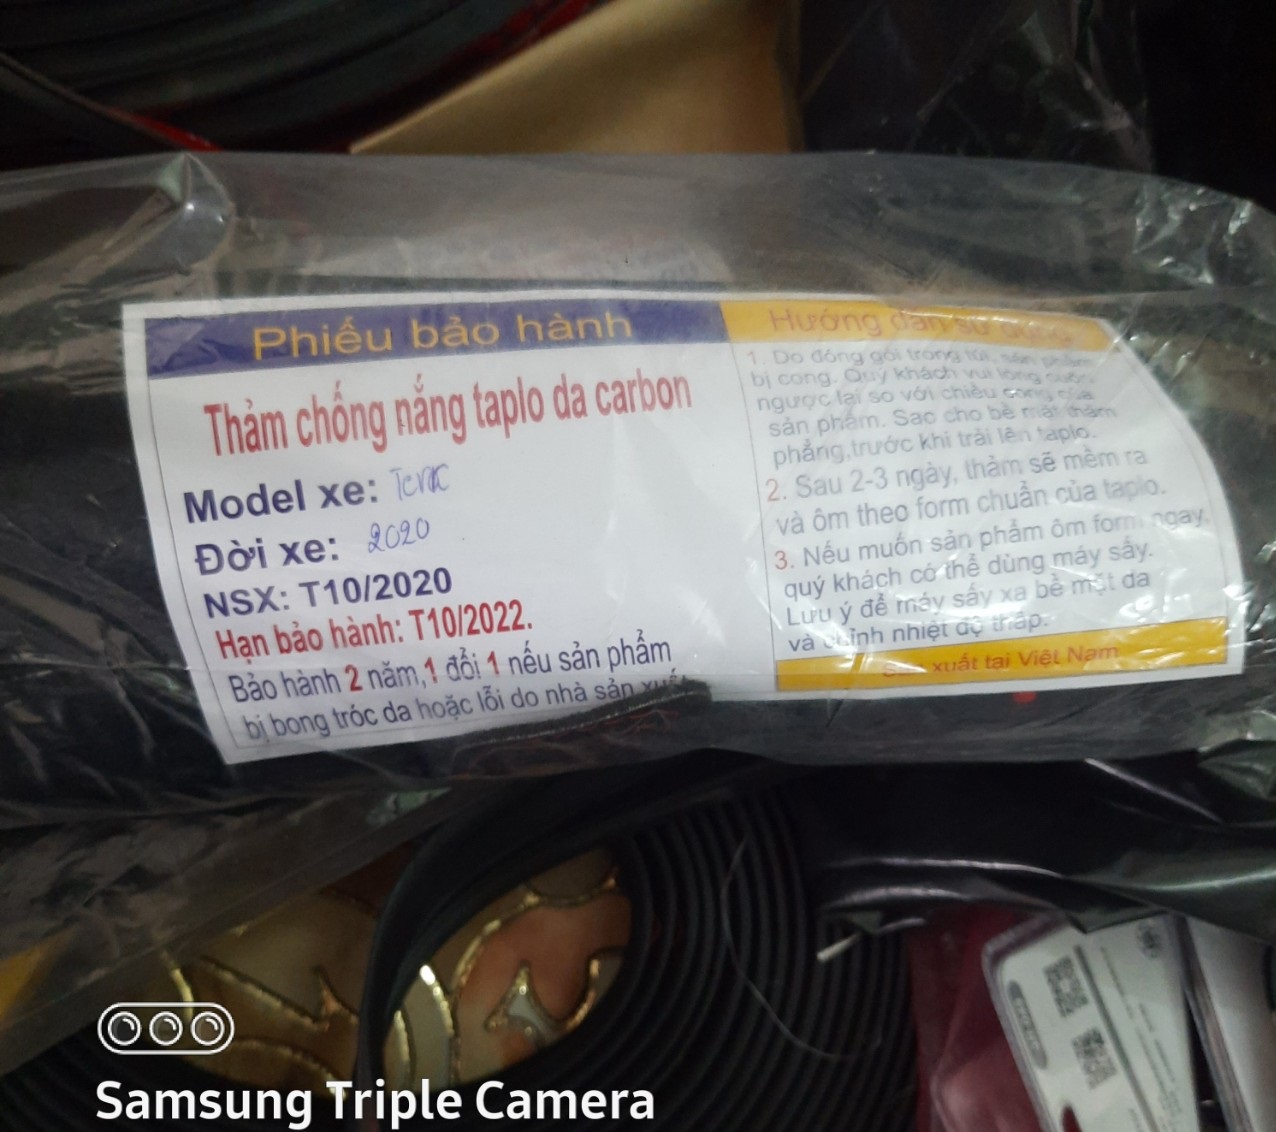 Phiếu bảo hành
Thảm chống nắng taplo da carbon
Model xe:
Đời xe: 2020
NSX: T10/2020
Hạn bảo hành: T10/2022.
Bảo hành 2 năm,1 đổi 1 nếu sản phẩm
bị bong tróc da hoặc lỗi do nhà sản xuất
Hướng dẫn sử dụng
1. Do đóng gói trong túi, sản phẩm
bị cong. Quý khách vui lòng cuộn
ngược lại so với chiều cong của
sản phẩm. Sao cho bề mặt thảm
phẳng,trước khi trải lên taplo.
2. Sau 2-3 ngày, thảm sẽ mềm ra
và ôm theo form chuẩn của taplo.
3. Nếu muốn sản phẩm ôm form ngay,
quý khách có thể dùng máy sấy.
Lưu ý để máy sấy xa bề mặt da
và chỉnh nhiệt độ thấp.
Sản xuất tại Việt Nam
Samsung Triple Camera